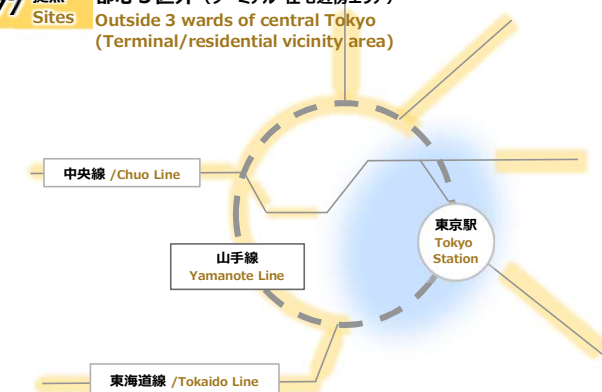 Sites
Outside 3 wards of central Tokyo
(Terminal/residential vicinity area)
中央線 /Chuo Line
東京駅
Tokyo
Station
山手線
Yamanote Line
東海道線 /Tokaido Line